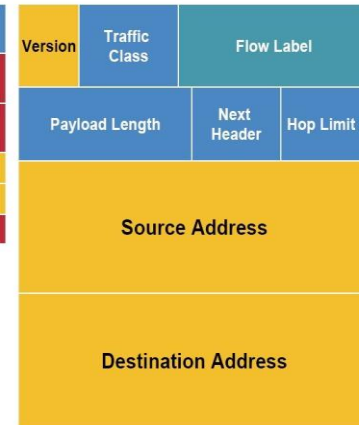 Version
Traffic
Class
Flow Label
Payload Length
Next
Header
Hop Limit
Source Address
Destination Address